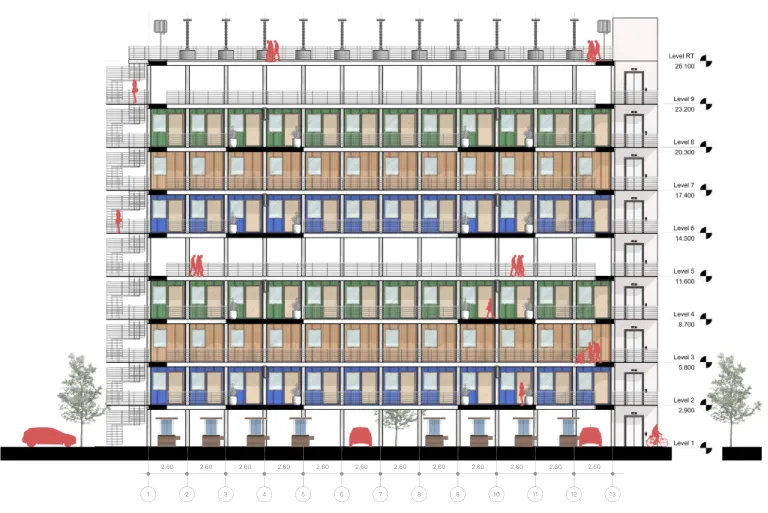 Level RT
26.100
Level 9
23.200
Level 8
20.300
Level 7
17.400
Level 6
14.500
Level 5
11.600
Level 4
8.700
Level 3
5.800
Level 2
2.900
Level 1
2.60 2.60 2.60 2.60 2.60 2.60 2.60 2.60 2.60 2.60 2.60 2.60
1 2 3 4 5 6 7 8 9 10 11 12 13